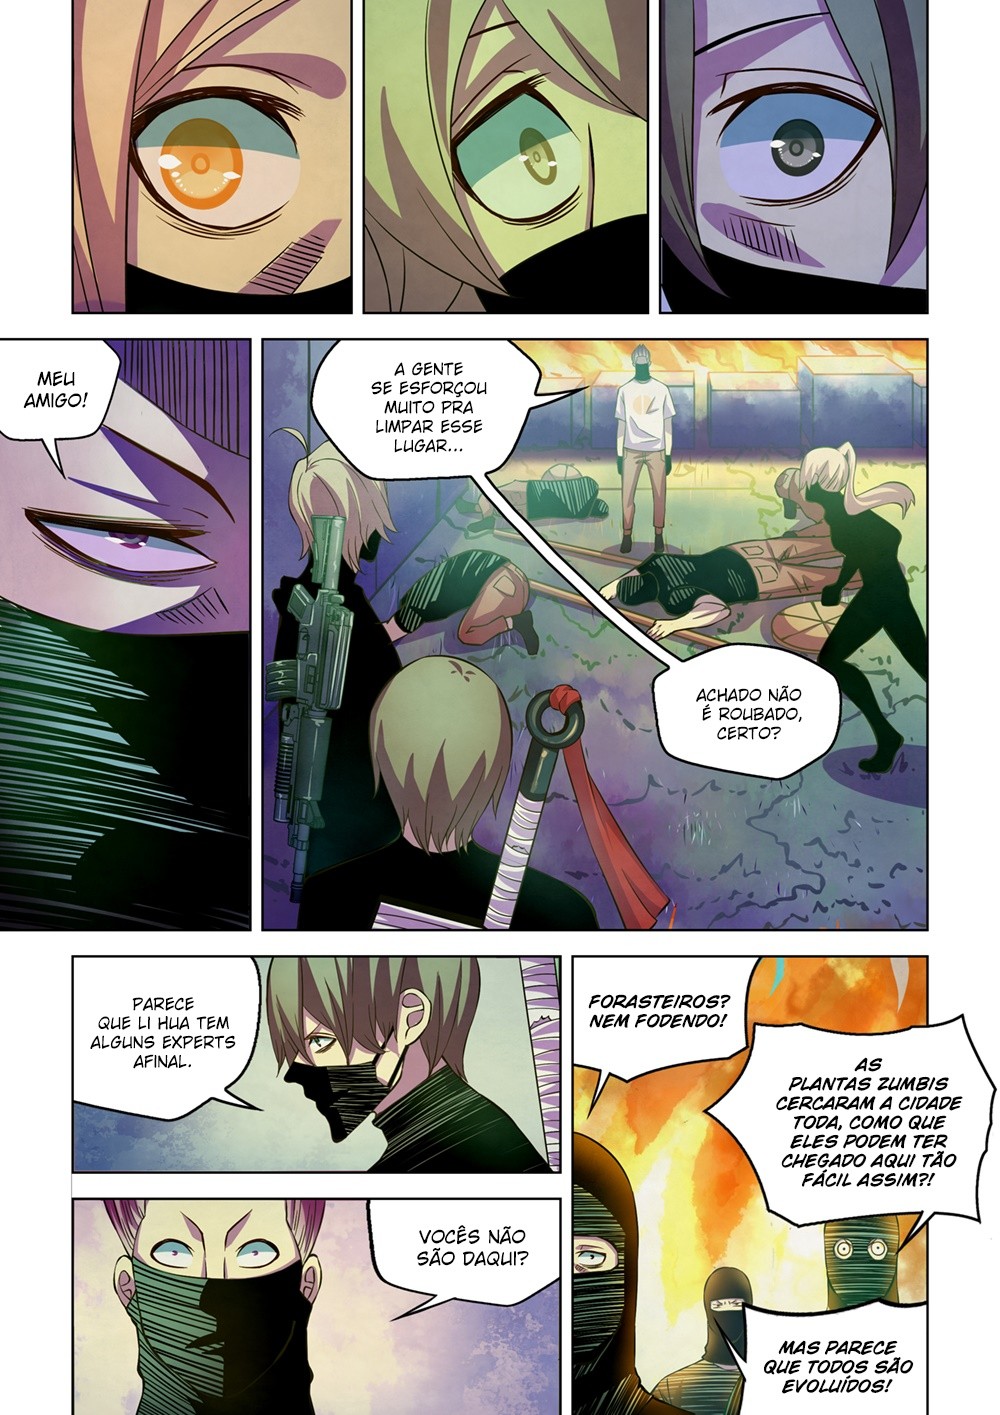 MEU
AMIGO!
A GENTE
SE ESFORÇOU
MUITO PRA
LIMPAR ESSE
LUGAR...
ACHADO NÃO
É ROUBADO,
CERTO?
PARECE
QUE LI HUA TEM
ALGUNS EXPERTS
AFINAL.
VOCÊS NÃO
SÃO DAQUI?
FORASTEIROS?
NEM FODENDO!
AS
PLANTAS ZUMBIS
CERCARAM A CIDADE
TODA, COMO QUE
ELES PODEM TER
CHEGADO AQUI TÃO
FÁCIL ASSIM?!
MAS PARECE
QUE TODOS SÃO
EVOLUÍDOS!